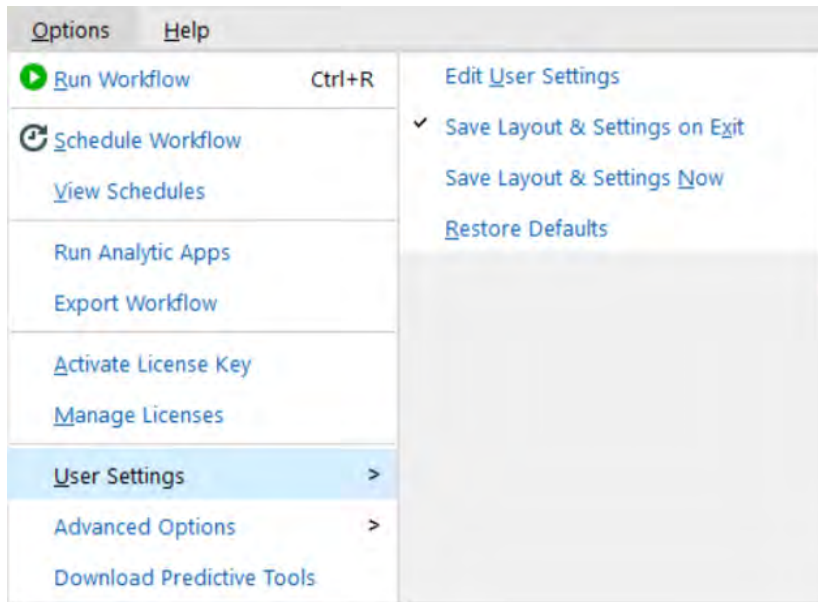 Options Help
Run Workflow Ctrl+R
Schedule Workflow
View Schedules
Run Analytic Apps
Export Workflow
Activate License Key
Manage Licenses
User Settings >
Advanced Options >
Download Predictive Tools
Edit User Settings
Save Layout & Settings on Exit
Save Layout & Settings Now
Restore Defaults